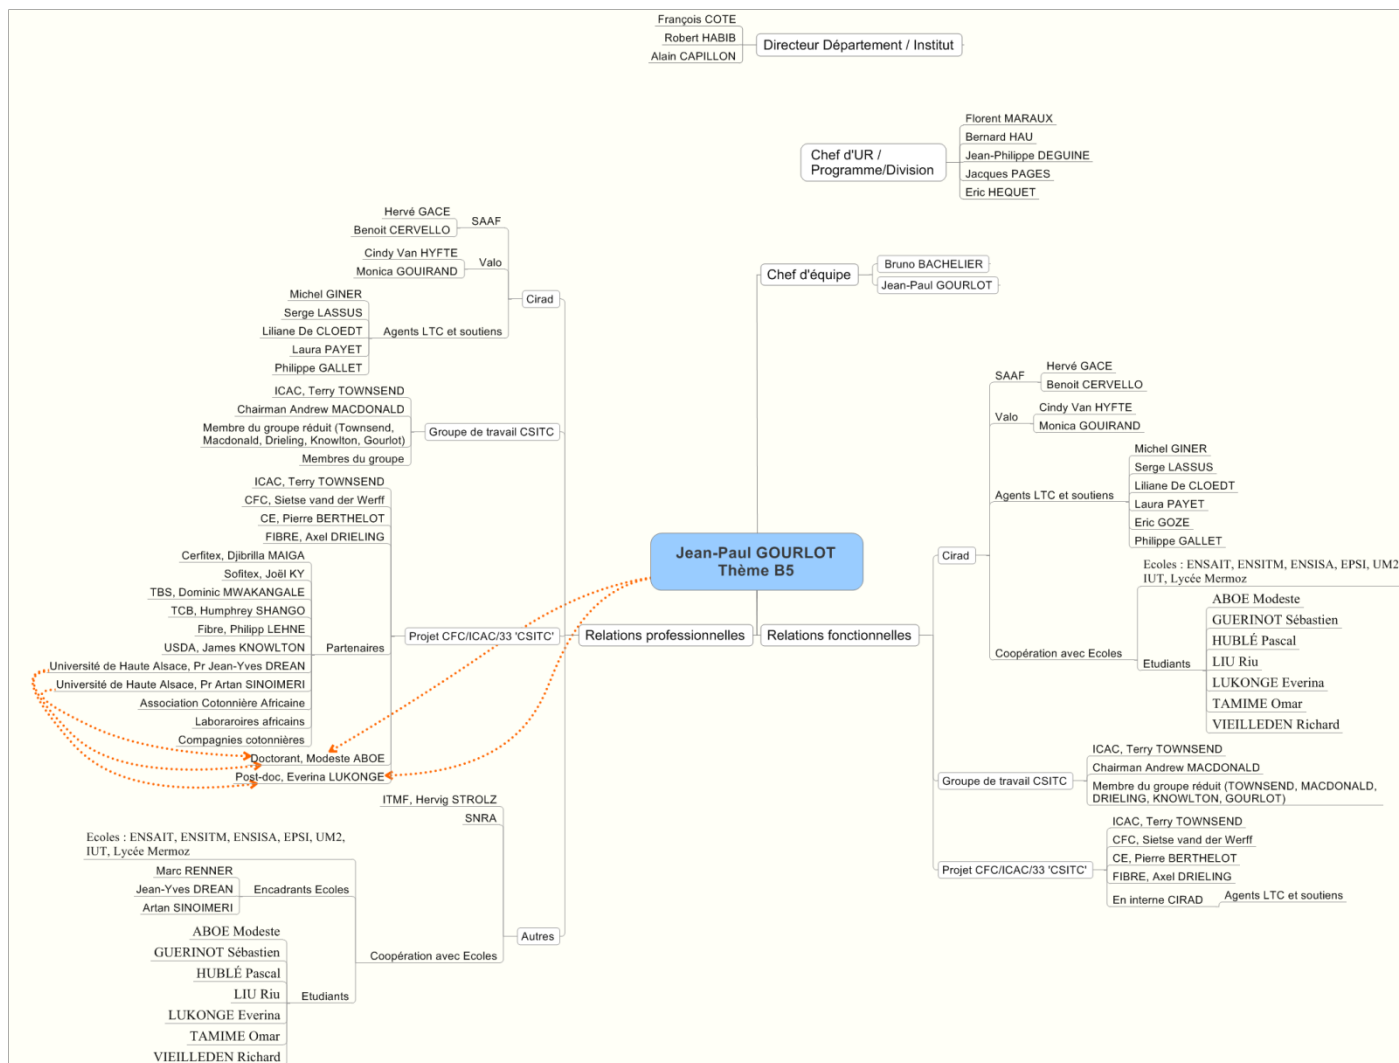 François COTE
Robert HABIB
Alain CAPILLON
Directeur Département / Institut
Florent MARAUX
Bernard HAU
Jean-Philippe DEGUINE
Jacques PAGES
Eric HEQUET
Chef d'UR /
Programme/Division
Chef d'équipe
Bruno BACHELIER
Jean-Paul GOURLOT
Jean-Paul GOURLOT
Thème B5
Relations professionnelles
Relations fonctionnelles
Hervé GACE
Benoit CERVELLO
SAAF
Cindy Van HYFTE
Monica GOUIRAND
Valo
Michel GINER
Serge LASSUS
Liliane De CLOEDT
Laura PAYET
Philippe GALLET
Agents LTC et soutiens
Cirad
ICAC, Terry TOWNSEND
Chairman Andrew MACDONALD
Membre du groupe réduit (Townsend,
Macdonald, Drieling, Knowlton, Gourlot)
Membres du groupe
Groupe de travail CSITC
ICAC, Terry TOWNSEND
CFC, Sietse vand der Werff
CE, Pierre BERTHELOT
FIBRE, Axel DRIELING
Cerfitex, Djibrilla MAIGA
Sofitex, Joël KY
TBS, Dominic MWAKANGALE
TCB, Humphrey SHANGO
Fibre, Philipp LEHNE
USDA, James KNOWLTON
Université de Haute Alsace, Pr Jean-Yves DREAN
Université de Haute Alsace, Pr Artan SINOIMERI
Association Cotonnière Africaine
Laboraroires africains
Compagnies cotonnières
Partenaires
Doctorant, Modeste ABOE
Post-doc, Everina LUKONGE
Projet CFC/ICAC/33 'CSITC'
ITMF, Hervig STROLZ
SNRA
Ecoles : ENSAIT, ENSITM, ENSISA, EPSI, UM2,
IUT, Lycée Mermoz
Marc RENNER
Jean-Yves DREAN
Artan SINOIMERI
Encadrants Ecoles
ABOE Modeste
GUERINOT Sébastien
HUBLÉ Pascal
LIU Riu
LUKONGE Everina
TAMIME Omar
VIEILLEDEN Richard
Etudiants
Coopération avec Ecoles
Autres
Cirad
SAAF
Hervé GACE
Benoit CERVELLO
Valo
Cindy Van HYFTE
Monica GOUIRAND
Agents LTC et soutiens
Michel GINER
Serge LASSUS
Liliane De CLOEDT
Laura PAYET
Eric GOZE
Philippe GALLET
Coopération avec Ecoles
Ecoles : ENSAIT, ENSITM, ENSISA, EPSI, UM2
IUT, Lycée Mermoz
Etudiants
ABOE Modeste
GUERINOT Sébastien
HUBLÉ Pascal
LIU Riu
LUKONGE Everina
TAMIME Omar
VIEILLEDEN Richard
Groupe de travail CSITC
ICAC, Terry TOWNSEND
Chairman Andrew MACDONALD
Membre du groupe réduit (TOWNSEND, MACDONALD,
DRIELING, KNOWLTON, GOURLOT)
Projet CFC/ICAC/33 'CSITC'
ICAC, Terry TOWNSEND
CFC, Sietse vand der Werff
CE, Pierre BERTHELOT
FIBRE, Axel DRIELING
En interne CIRAD
Agents LTC et soutiens